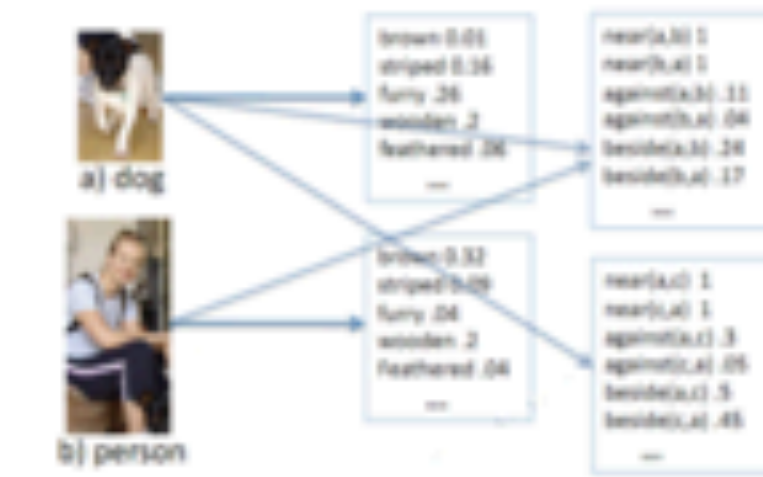 a) dog
b) person
brown 0.01
striped 0.16
furry .26
wooden .2
feathered .06
...
brown 0.32
striped 0.09
furry .04
wooden .2
Feathered .04
...
near(a,b) 1
near(b,a) 1
against(a,b) .11
against(b,a) .04
beside(a,b) .24
beside(b,a) .17
...
near(a,c) 1
near(c,a) 1
against(a,c) .3
against(c,a) .05
beside(a,c) .5
beside(c,a) .45
...